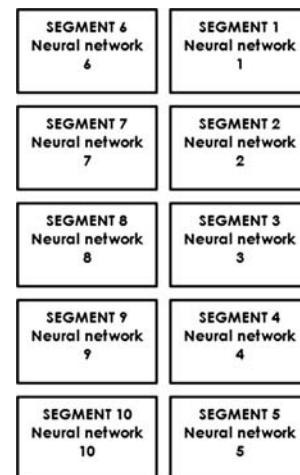 SEGMENT 6
Neural network
6
SEGMENT 1
Neural network
1
SEGMENT 7
Neural network
7
SEGMENT 2
Neural network
2
SEGMENT 8
Neural network
8
SEGMENT 3
Neural network
3
SEGMENT 9
Neural network
9
SEGMENT 4
Neural network
4
SEGMENT 10
Neural network
10
SEGMENT 5
Neural network
5